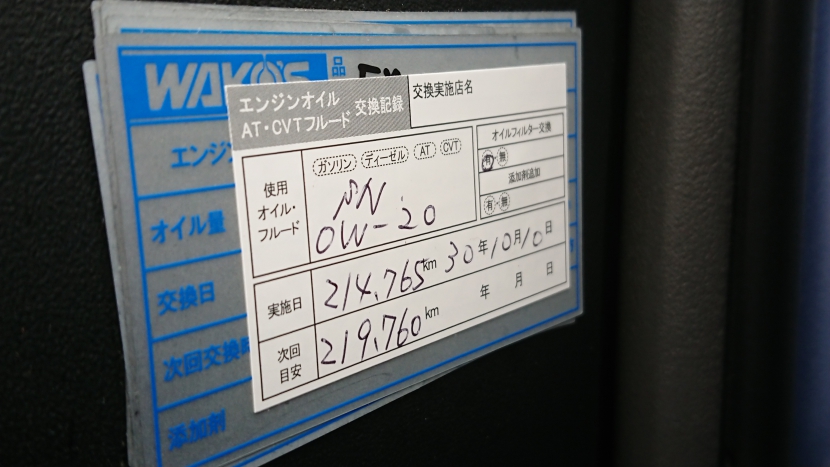 WAKO'S 品
エンジンオイル
AT・CVTフルード 交換記録
交換実施店名
使用
オイル・
フルード
ガソリン ディーゼル AT CVT
SN
0W-20
オイルフィルター交換
有・無
添加剤追加
有・無
実施日
214,765km 30年10月10日
次回
目安
219,760km 年 月 日
エンジ
オイル量
交換日
次回交換時
添加剤